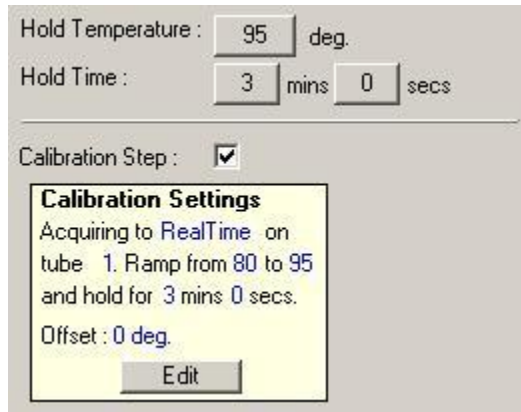 Hold Temperature : 95 deg.
Hold Time : 3 mins 0 secs
Calibration Step :
Calibration Settings
Acquiring to RealTime on
tube 1. Ramp from 80 to 95
and hold for 3 mins 0 secs.
Offset : 0 deg.
Edit